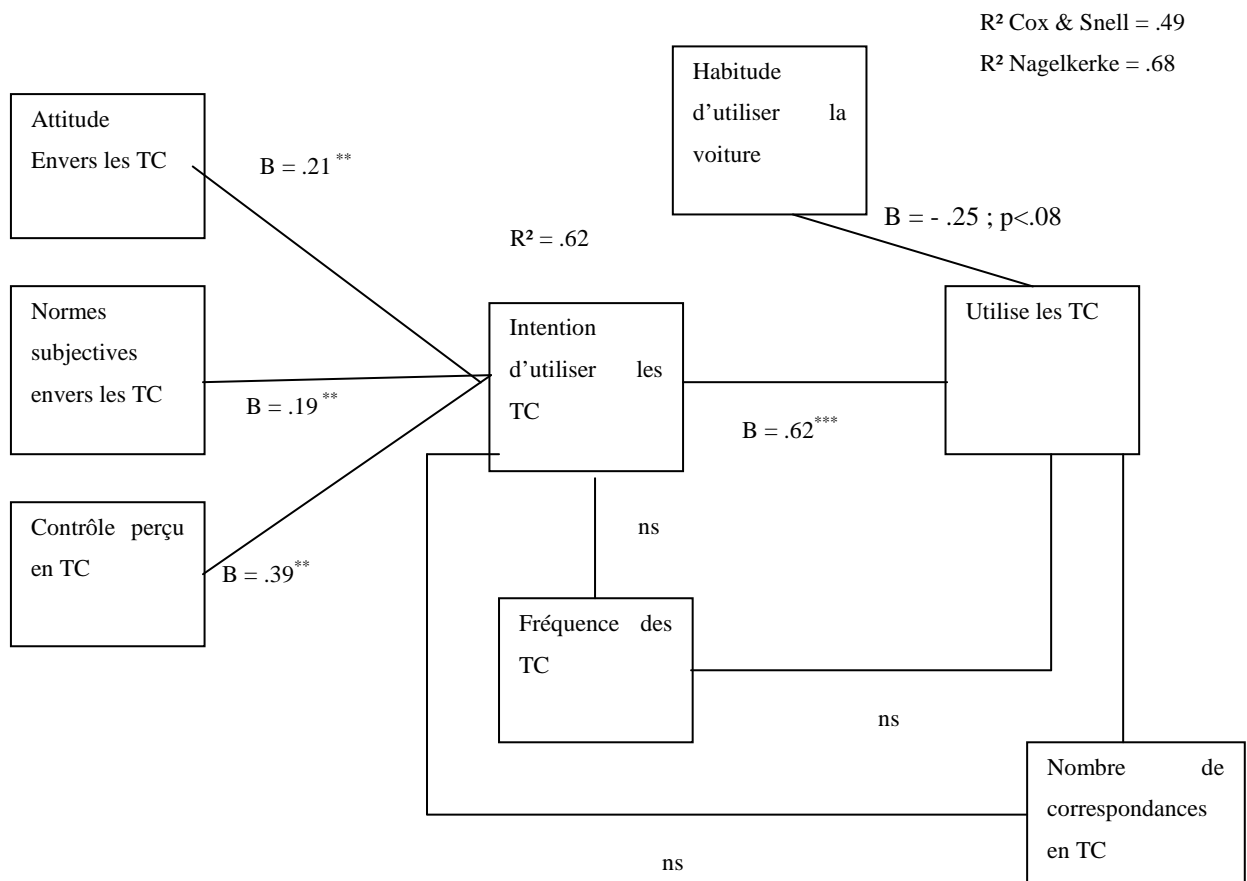 R² Cox & Snell = .49
R² Nagelkerke = .68
Habitude
d’utiliser la
voiture
Attitude
Envers les TC
B = .21 **
B = - .25 ; p<.08
R² = .62
Normes
subjectives
envers les TC
B = .19 **
Intention
d’utiliser les
TC
Utilise les TC
B = .62***
Contrôle perçu
en TC
B = .39**
ns
Fréquence des
TC
ns
Nombre de
correspondances
en TC
ns